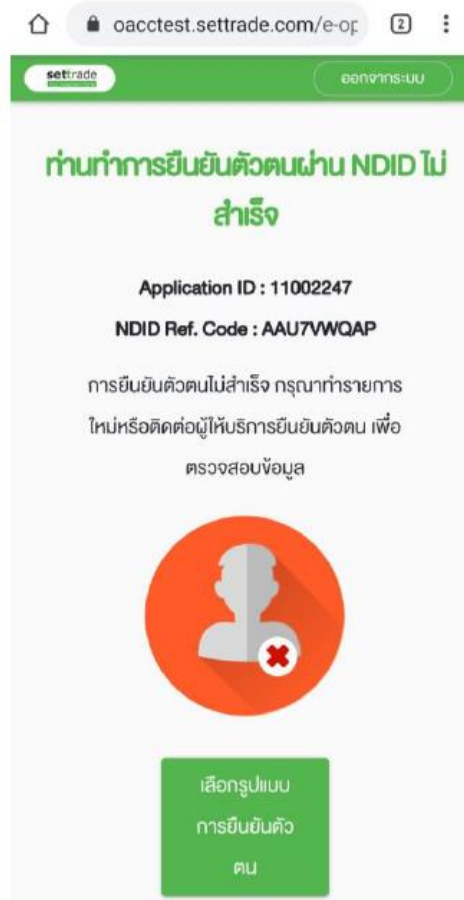 oacctest.settrade.com/e-op
2
settrade
ออกจากระบบ
ท่านทำการยืนยันตัวตนผ่าน NDID ไม่
สำเร็จ
Application ID : 11002247
NDID Ref. Code : AAU7VWQAP
การยืนยันตัวตนไม่สำเร็จ กรุณาทำรายการ
ใหม่หรือติดต่อผู้ให้บริการยืนยันตัวตน เพื่อ
ตรวจสอบข้อมูล
เลือกรูปแบบ
การยืนยันตัว
ตน